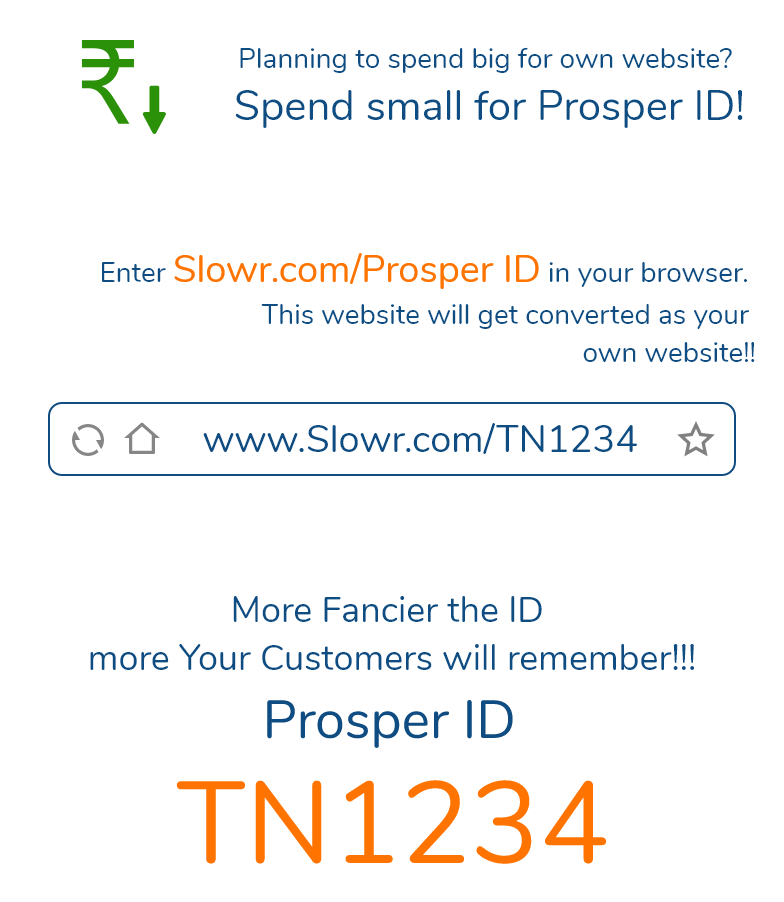 Planning to spend big for own website?
Spend small for Prosper ID!
Enter Slowr.com/Prosper ID in your browser.
This website will get converted as your
own website!!
www.Slowr.com/TN1234
More Fancier the ID
more Your Customers will remember!!!
Prosper ID
TN1234